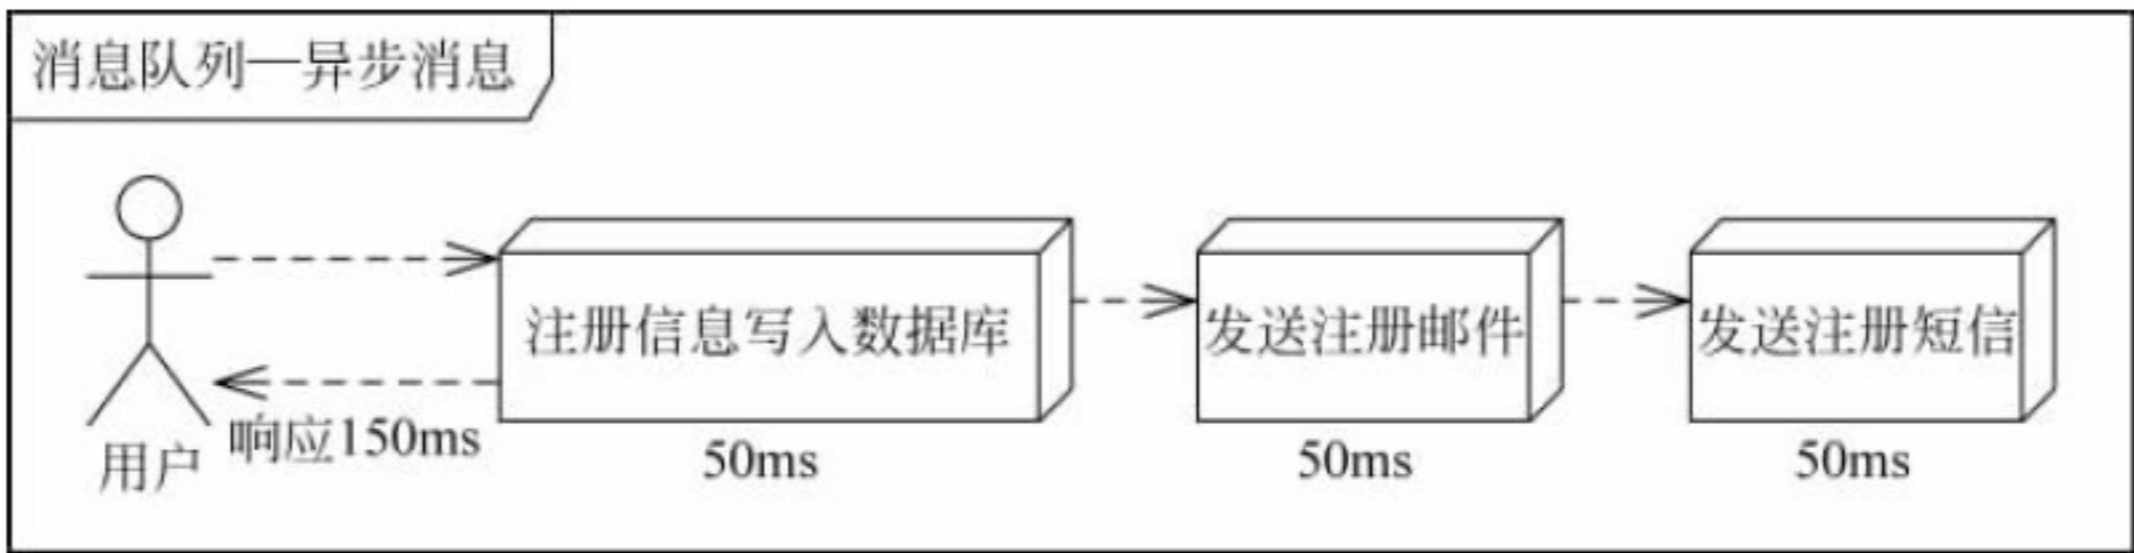 消息队列—异步消息
注册信息写入数据库
发送注册邮件
发送注册短信
响应150ms
用户
50ms
50ms
50ms